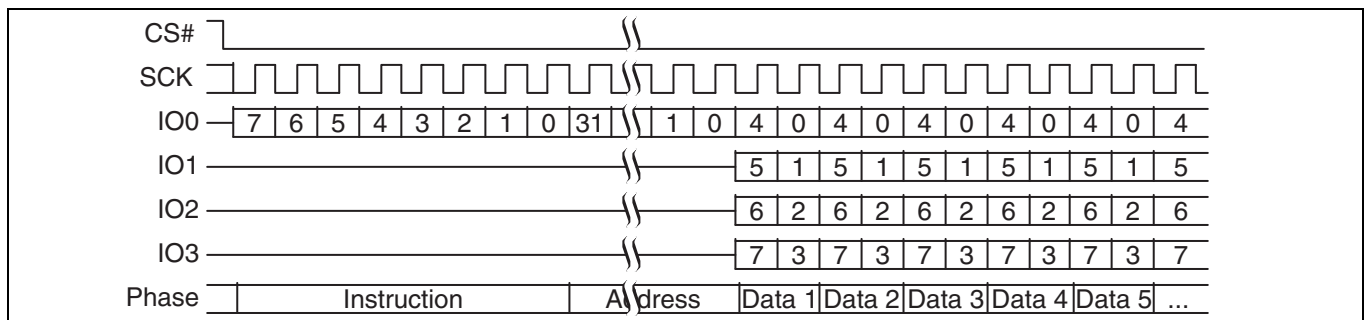 CS#
SCK
IO0 7 6 5 4 3 2 1 0 31 1 0 4 0 4 0 4 0 4 0 4 0 4
IO1 5 1 5 1 5 1 5 1 5 1 5
IO2 6 2 6 2 6 2 6 2 6 2 6
IO3 7 3 7 3 7 3 7 3 7 3 7
Phase Instruction Address Data 1 Data 2 Data 3 Data 4 Data 5 ...